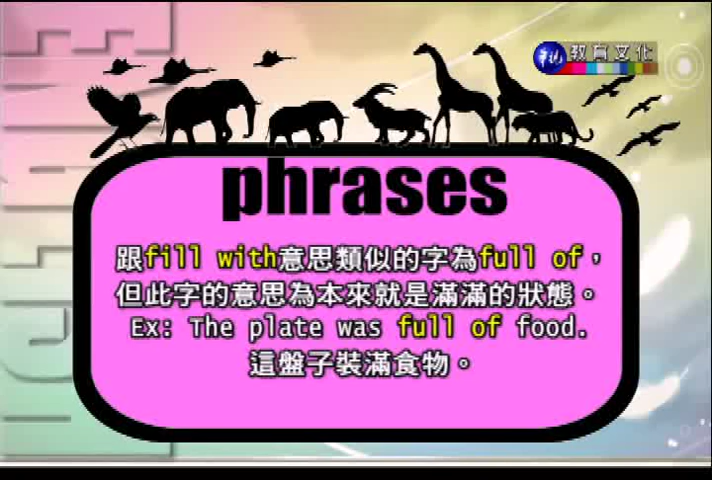 華視 教育文化
phrases
跟fill with意思類似的字為full of，
但此字的意思為本來就是滿滿的狀態。
Ex: The plate was full of food.
這盤子裝滿食物。